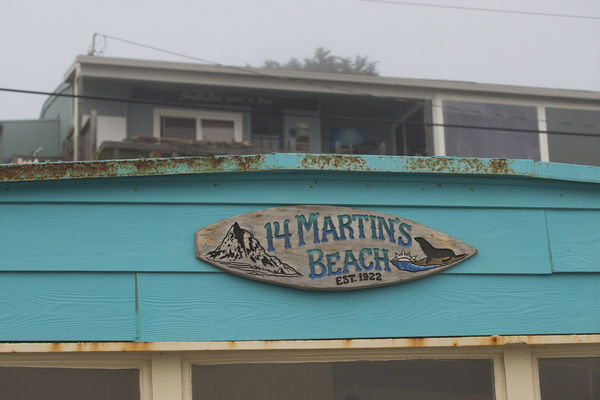 14 MARTIN'S
BEACH
EST. 1922